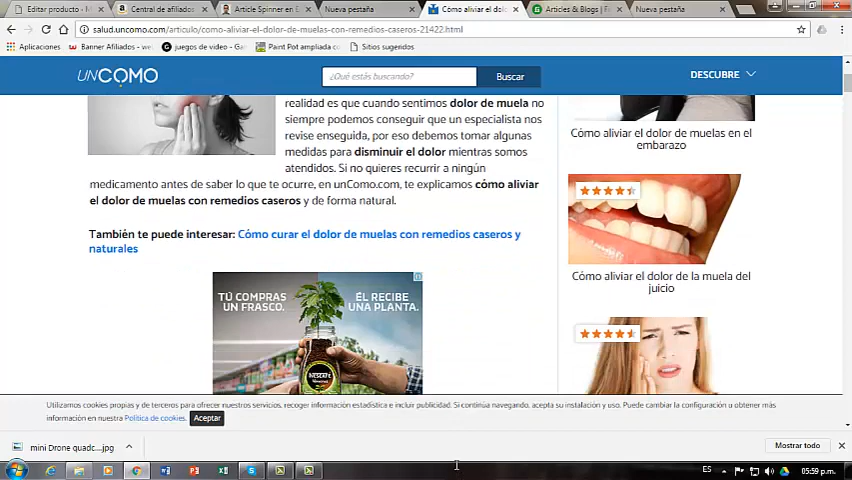 Editar producto - M
Central de afiliados
Article Spinner en E
Nueva pestaña
Cómo aliviar el dolo
Articles & Blogs | Fi
Nueva pestaña
salud.uncomo.com/articulo/como-aliviar-el-dolor-de-muelas-con-remedios-caseros-21422.html
Aplicaciones
Banner Afiliados
juegos de video - Go
Paint Pot ampliada co
Sitios sugeridos
UNCOMO
¿Qué estás buscando?
Buscar
DESCUBRE
realidad es que cuando sentimos dolor de muela no
siempre podemos conseguir que un especialista nos
revise enseguida, por eso debemos tomar algunas
medidas para disminuir el dolor mientras somos
atendidos. Si no quieres recurrir a ningún
medicamento antes de saber lo que te ocurre, en unComo.com, te explicamos cómo aliviar
el dolor de muelas con remedios caseros y de forma natural.
También te puede interesar: Cómo curar el dolor de muelas con remedios caseros y
naturales
TÚ COMPRAS
UN FRASCO.
ÉL RECIBE
UNA PLANTA.
NESCAFÉ
Cómo aliviar el dolor de muelas en el
embarazo
Cómo aliviar el dolor de la muela del
juicio
Utilizamos cookies propias y de terceros para ofrecer nuestros servicios, recoger información estadística e incluir publicidad. Si continúa navegando, acepta su instalación y uso. Puede cambiar la configuración u obtener más
información en nuestra Política de cookies. Aceptar
mini Drone quadc....jpg
Mostrar todo
ES
05:59 p.m.